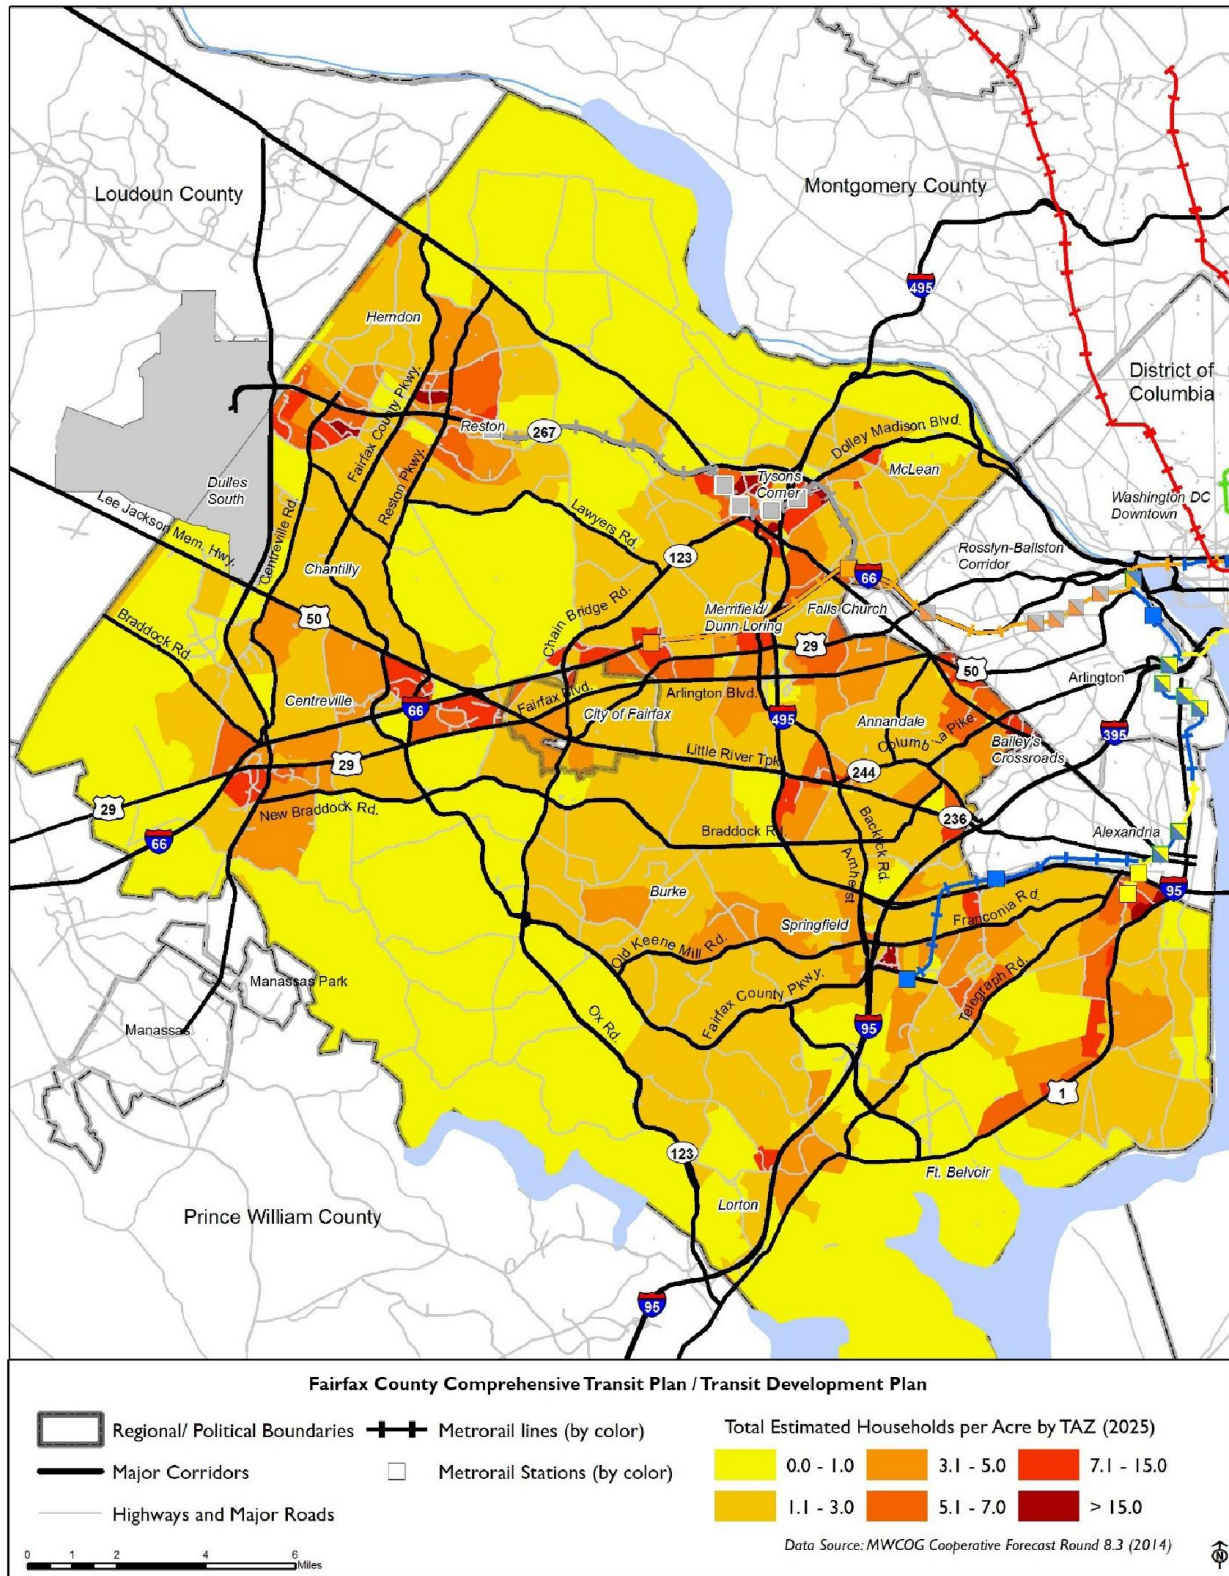 Loudoun County
Montgomery County
495
Herndon
District of
Columbia
Fairfax County Pkwy.
Reston
267
Dolley Madison Blvd.
McLean
Tyson's
Corner
Dulles
South
Reston Pkwy.
Washington DC
Downtown
Lee Jackson Mem. Hwy.
Centreville Rd.
Lawyers Rd.
123
Rosslyn-Ballston
Corridor
Chantilly
66
Chain Bridge Rd.
Merrifield/
Dunn Loring
Falls Church
Braddock Rd.
50
29
50
Arlington
Centreville
66
Fairfax Blvd.
Arlington Blvd.
City of Fairfax
495
Annandale
Columbia Pike
395
Bailey's
Crossroads
Little River Tpk.
29
244
29
New Braddock Rd.
236
66
Braddock Rd.
Backlick Rd.
Alexandria
Amherst
Burke
95
Springfield
Franconia Rd.
Old Keene Mill Rd.
Manassas Park
Fairfax County Pkwy.
Telegraph Rd.
Manassas
Ox Rd.
95
1
123
Ft. Belvoir
Lorton
Prince William County
95
Fairfax County Comprehensive Transit Plan / Transit Development Plan
Regional/ Political Boundaries
Metrorail lines (by color)
Total Estimated Households per Acre by TAZ (2025)
Major Corridors
Metrorail Stations (by color)
0.0 - 1.0
3.1 - 5.0
7.1 - 15.0
Highways and Major Roads
1.1 - 3.0
5.1 - 7.0
> 15.0
Data Source: MWCOG Cooperative Forecast Round 8.3 (2014)
0 1 2 4 6
Miles
N